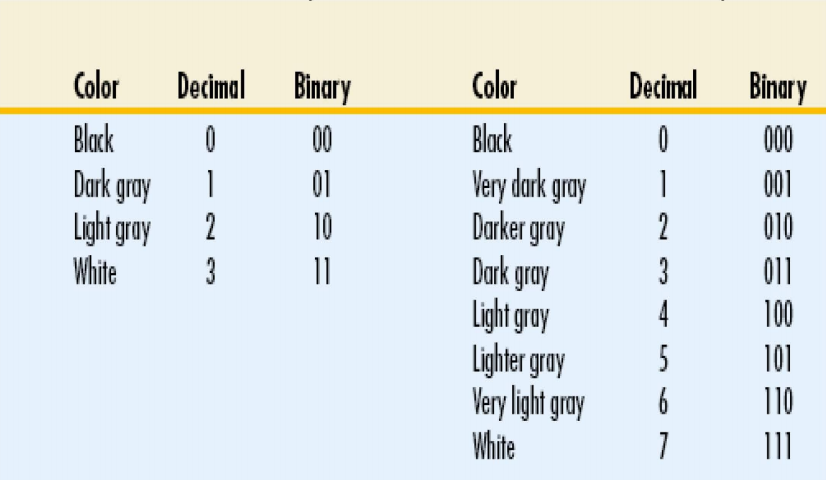 Color Decimal Binary Color Decimal Binary
Black 0 00 Black 0 000
Dark gray 1 01 Very dark gray 1 001
Light gray 2 10 Darker gray 2 010
White 3 11 Dark gray 3 011
Light gray 4 100
Lighter gray 5 101
Very light gray 6 110
White 7 111